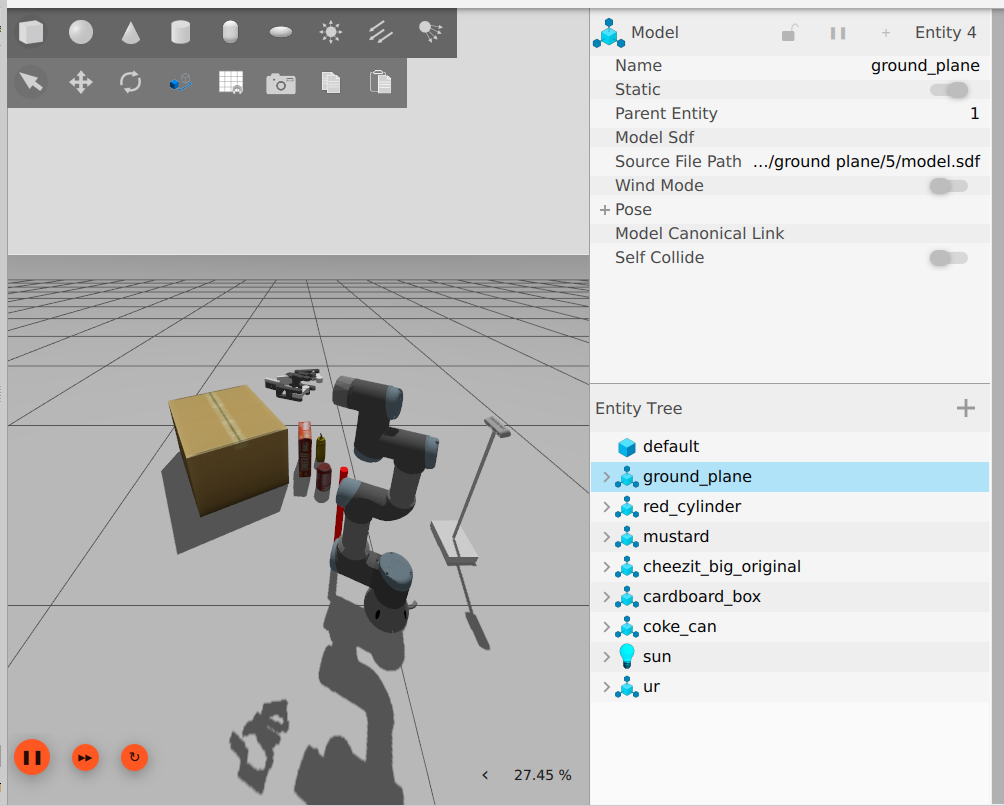 Model Entity 4
Name ground_plane
Static
Parent Entity 1
Model Sdf
Source File Path .../ground plane/5/model.sdf
Wind Mode
+ Pose
Model Canonical Link
Self Collide
Entity Tree
default
ground_plane
red_cylinder
mustard
cheezit_big_original
cardboard_box
coke_can
sun
ur
27.45 %